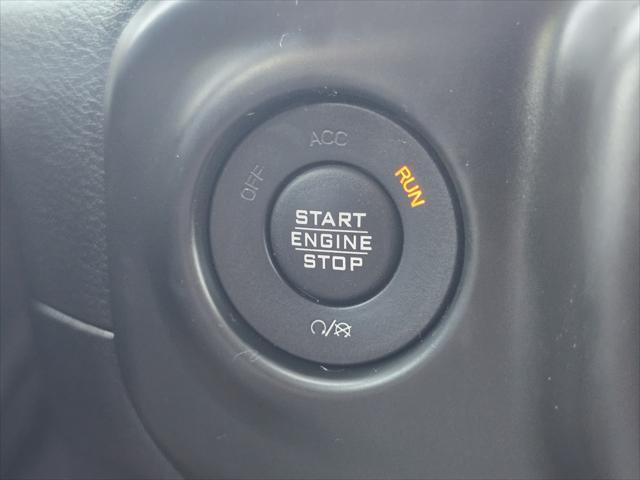 ACC
OFF
RUN
START
ENGINE
STOP